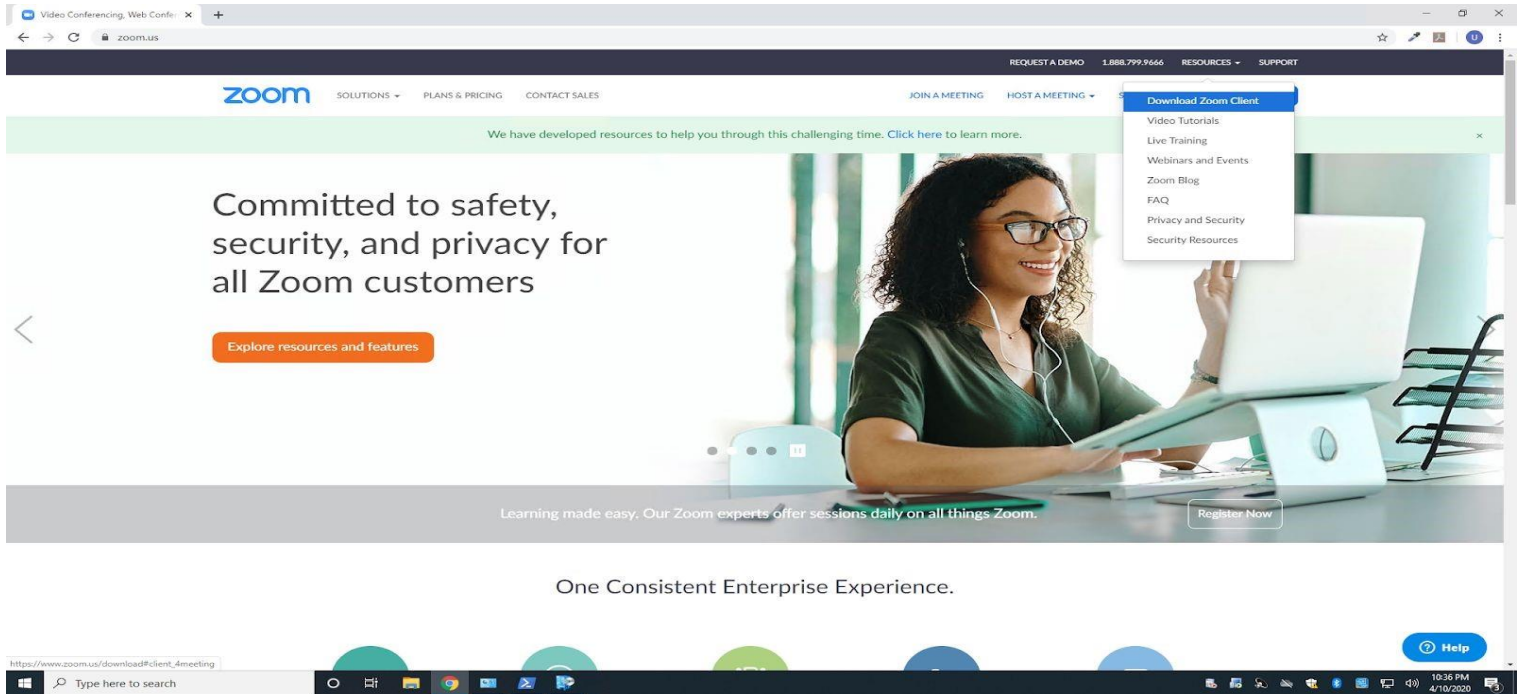 Video Conferencing, Web Confe
zoom.us
U
REQUEST A DEMO 1.888.799.9666 RESOURCES SUPPORT
zoom SOLUTIONS PLANS & PRICING CONTACT SALES JOIN A MEETING HOST A MEETING S
Download Zoom Client
Video Tutorials
Live Training
Webinars and Events
Zoom Blog
FAQ
Privacy and Security
Security Resources
We have developed resources to help you through this challenging time. Click here to learn more.
Committed to safety,
security, and privacy for
all Zoom customers
Explore resources and features
Learning made easy. Our Zoom experts offer sessions daily on all things Zoom. Register Now
One Consistent Enterprise Experience.
Help
https://www.zoom.us/download#client_4meeting
Type here to search
10:36 PM
4/10/2020